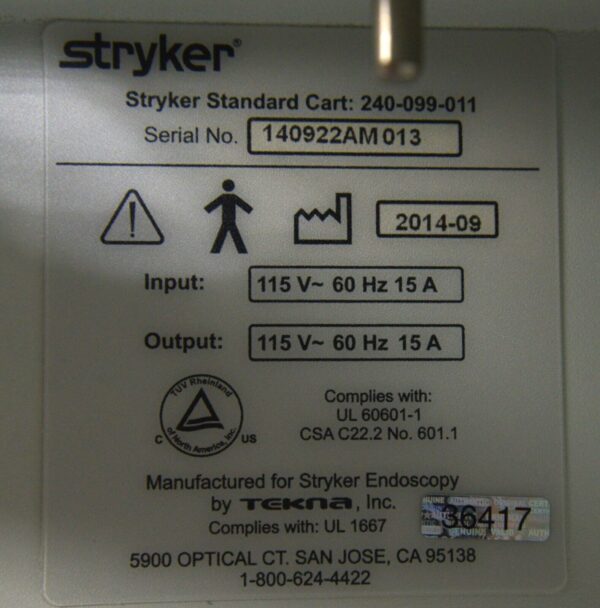 stryker®
Stryker Standard Cart: 240-099-011
Serial No. 140922AM013
2014-09
Input: 115 V~ 60 Hz 15 A
Output: 115 V~ 60 Hz 15 A
TUV Rheinland
of North America, Inc.
C US
Complies with:
UL 60601-1
CSA C22.2 No. 601.1
Manufactured for Stryker Endoscopy
by TEKNA, Inc.
Complies with: UL 1667
36417
5900 OPTICAL CT. SAN JOSE, CA 95138
1-800-624-4422